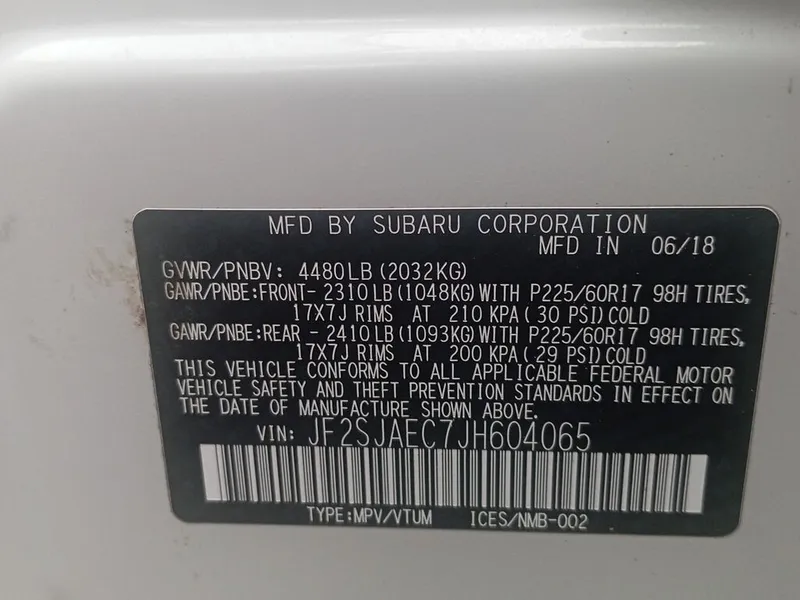 MFD BY SUBARU CORPORATION
MFD IN 06/18
GVWR/PNBV: 4480LB (2032KG)
GAWR/PNBE:FRONT- 2310LB (1048KG) WITH P225/60R17 98H TIRES,
17X7J RIMS AT 210 KPA ( 30 PSI) COLD
GAWR/PNBE:REAR - 2410LB (1093KG) WITH P225/60R17 98H TIRES,
17X7J RIMS AT 200 KPA ( 29 PSI) COLD
THIS VEHICLE CONFORMS TO ALL APPLICABLE FEDERAL MOTOR
VEHICLE SAFETY AND THEFT PREVENTION STANDARDS IN EFFECT ON
THE DATE OF MANUFACTURE SHOWN ABOVE.
VIN: JF2SJAEC7JH604065
TYPE:MPV/VTUM ICES/NMB-002